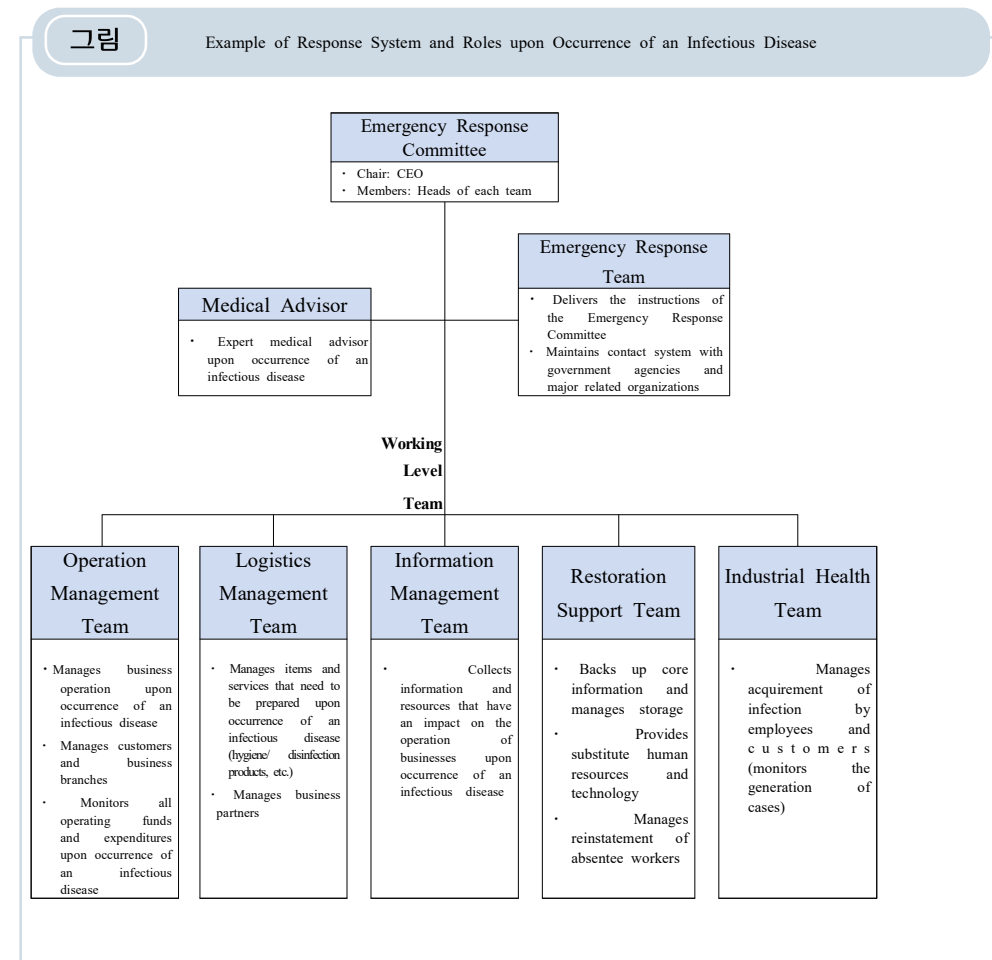 그림
Example of Response System and Roles upon Occurrence of an Infectious Disease
Emergency Response
Committee
· Chair: CEO
· Members: Heads of each team
Emergency Response
Team
· Delivers the instructions of
the Emergency Response
Committee
· Maintains contact system with
government agencies and
major related organizations
Medical Advisor
· Expert medical advisor
upon occurrence of an
infectious disease
Working
Level
Team
Operation
Management
Team
· Manages business
operation upon
occurrence of an
infectious disease
· Manages customers
and business
branches
· Monitors all
operating funds
and expenditures
upon occurrence of
an infectious
disease
Logistics
Management
Team
· Manages items and
services that need to
be prepared upon
occurrence of an
infectious disease
(hygiene/ disinfection
products, etc.)
· Manages business
partners
Information
Management
Team
· Collects
information and
resources that have
an impact on the
operation of
businesses upon
occurrence of an
infectious disease
Restoration
Support Team
· Backs up core
information and
manages storage
· Provides
substitute human
resources and
technology
· Manages
reinstatement of
absentee workers
Industrial Health
Team
· Manages
acquirement of
infection by
employees and
customers
(monitors the
generation of
cases)